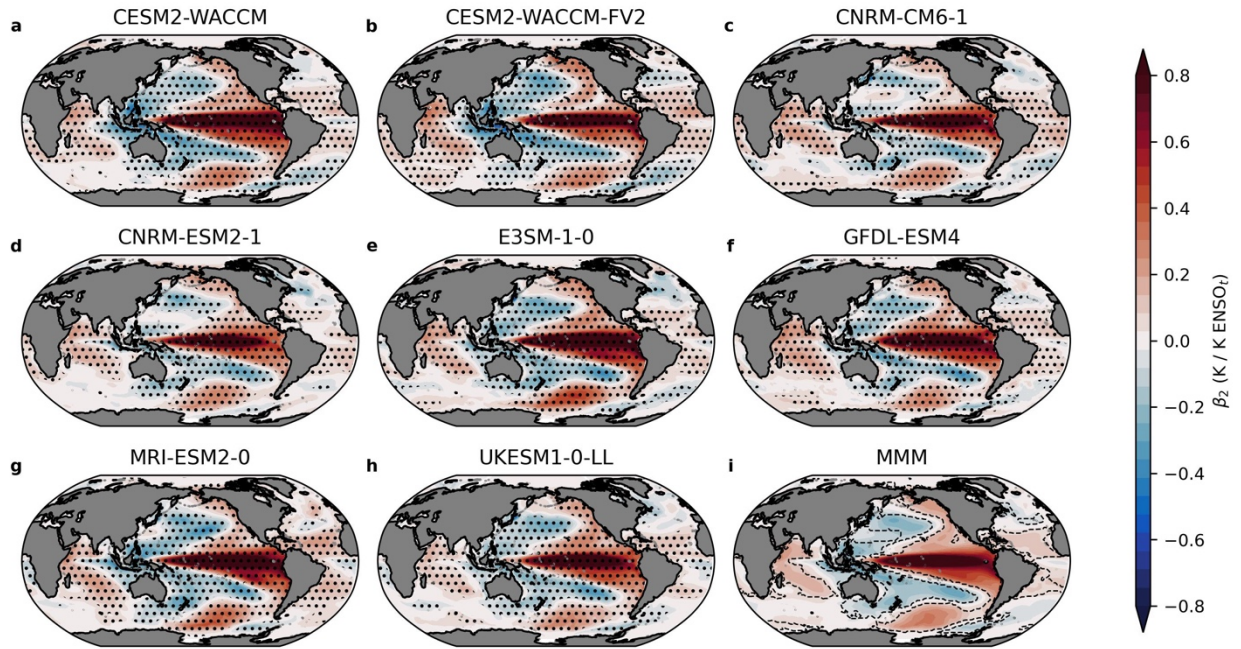 a CESM2-WACCM
b CESM2-WACCM-FV2
c CNRM-CM6-1
d CNRM-ESM2-1
e E3SM-1-0
f GFDL-ESM4
g MRI-ESM2-0
h UKESM1-0-LL
i MMM
0.8
0.6
0.4
0.2
0.0
−0.2
−0.4
−0.6
−0.8
β₂ (K / K ENSOₜ)